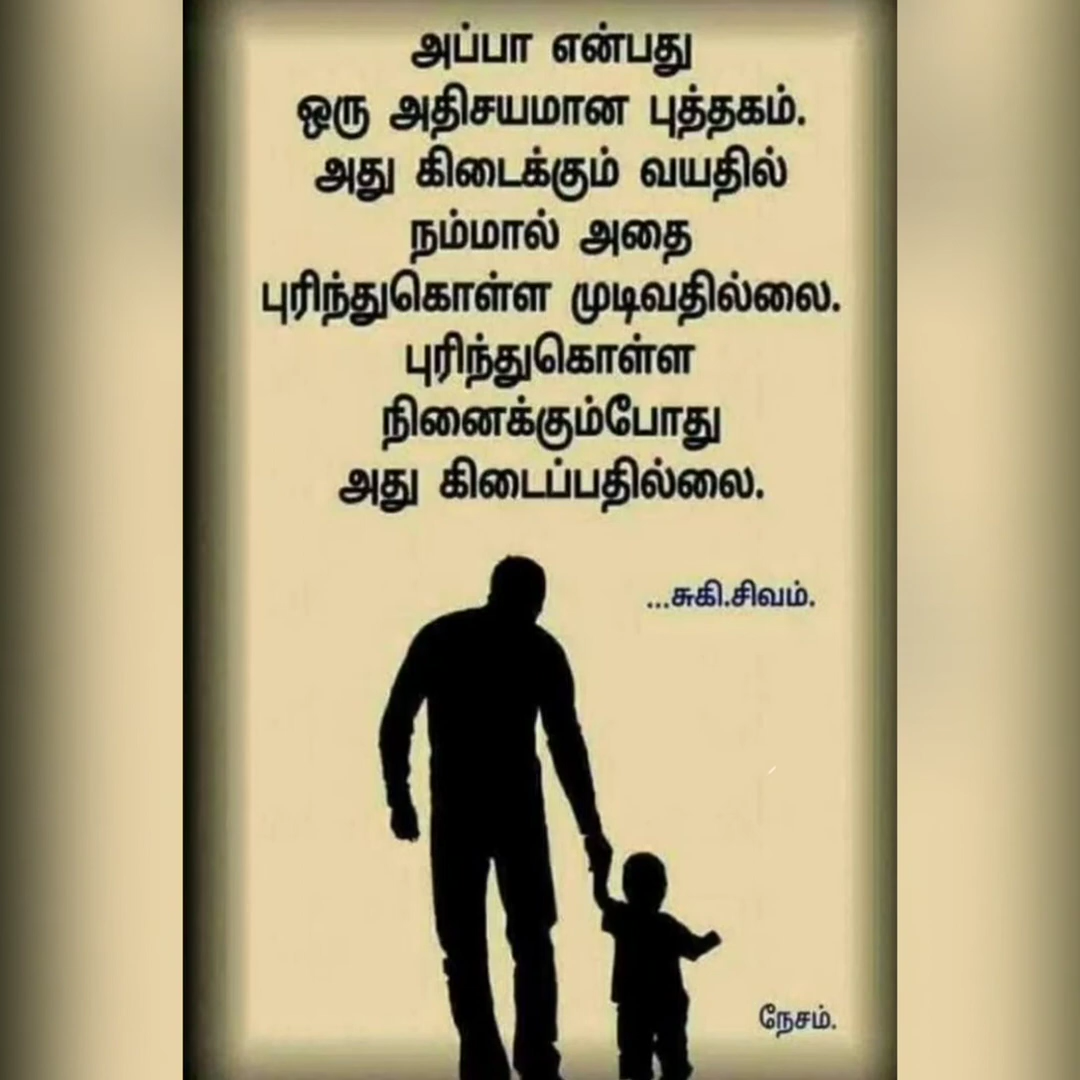 அப்பா என்பது
ஒரு அதிசயமான புத்தகம்.
அது கிடைக்கும் வயதில்
நம்மால் அதை
புரிந்துகொள்ள முடிவதில்லை.
புரிந்துகொள்ள
நினைக்கும்போது
அது கிடைப்பதில்லை.
...சுகி.சிவம்.
நேசம்.